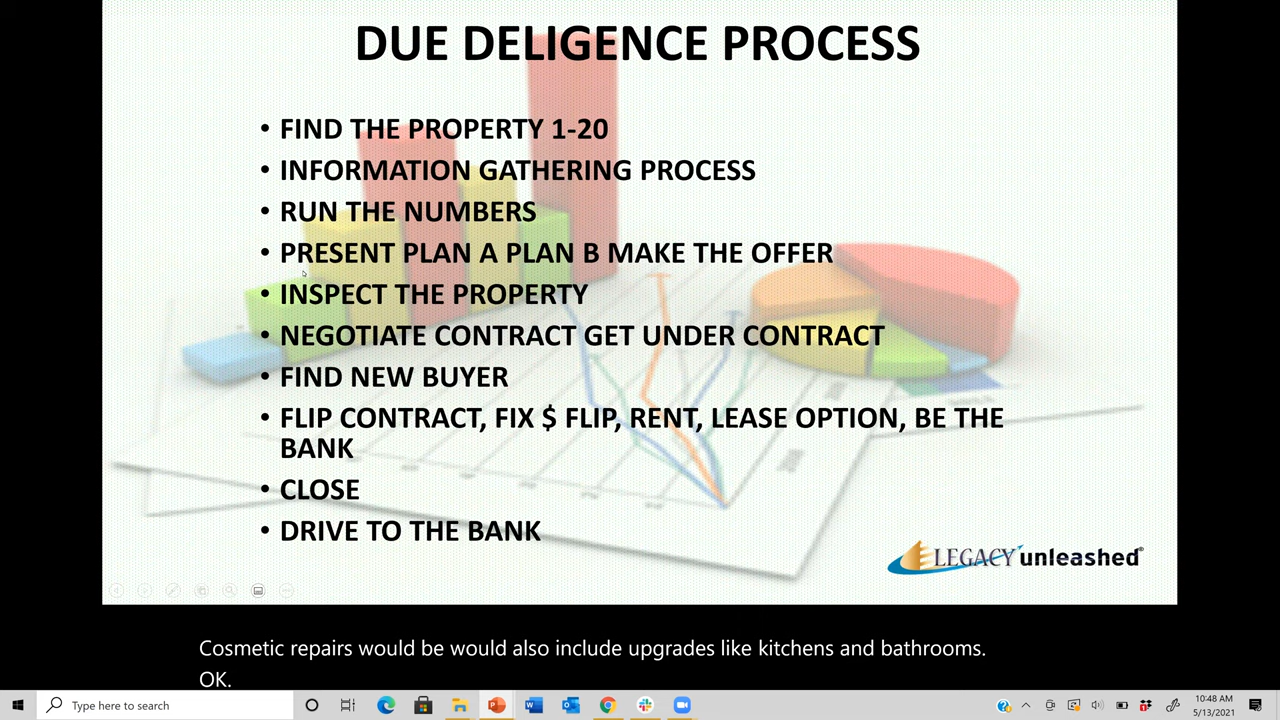 DUE DELIGENCE PROCESS
• FIND THE PROPERTY 1-20
• INFORMATION GATHERING PROCESS
• RUN THE NUMBERS
• PRESENT PLAN A PLAN B MAKE THE OFFER
• INSPECT THE PROPERTY
• NEGOTIATE CONTRACT GET UNDER CONTRACT
• FIND NEW BUYER
• FLIP CONTRACT, FIX $ FLIP, RENT, LEASE OPTION, BE THE
BANK
• CLOSE
• DRIVE TO THE BANK
LEGACY unleashed®
Cosmetic repairs would be would also include upgrades like kitchens and bathrooms.
OK.
Type here to search
10:48 AM
5/13/2021